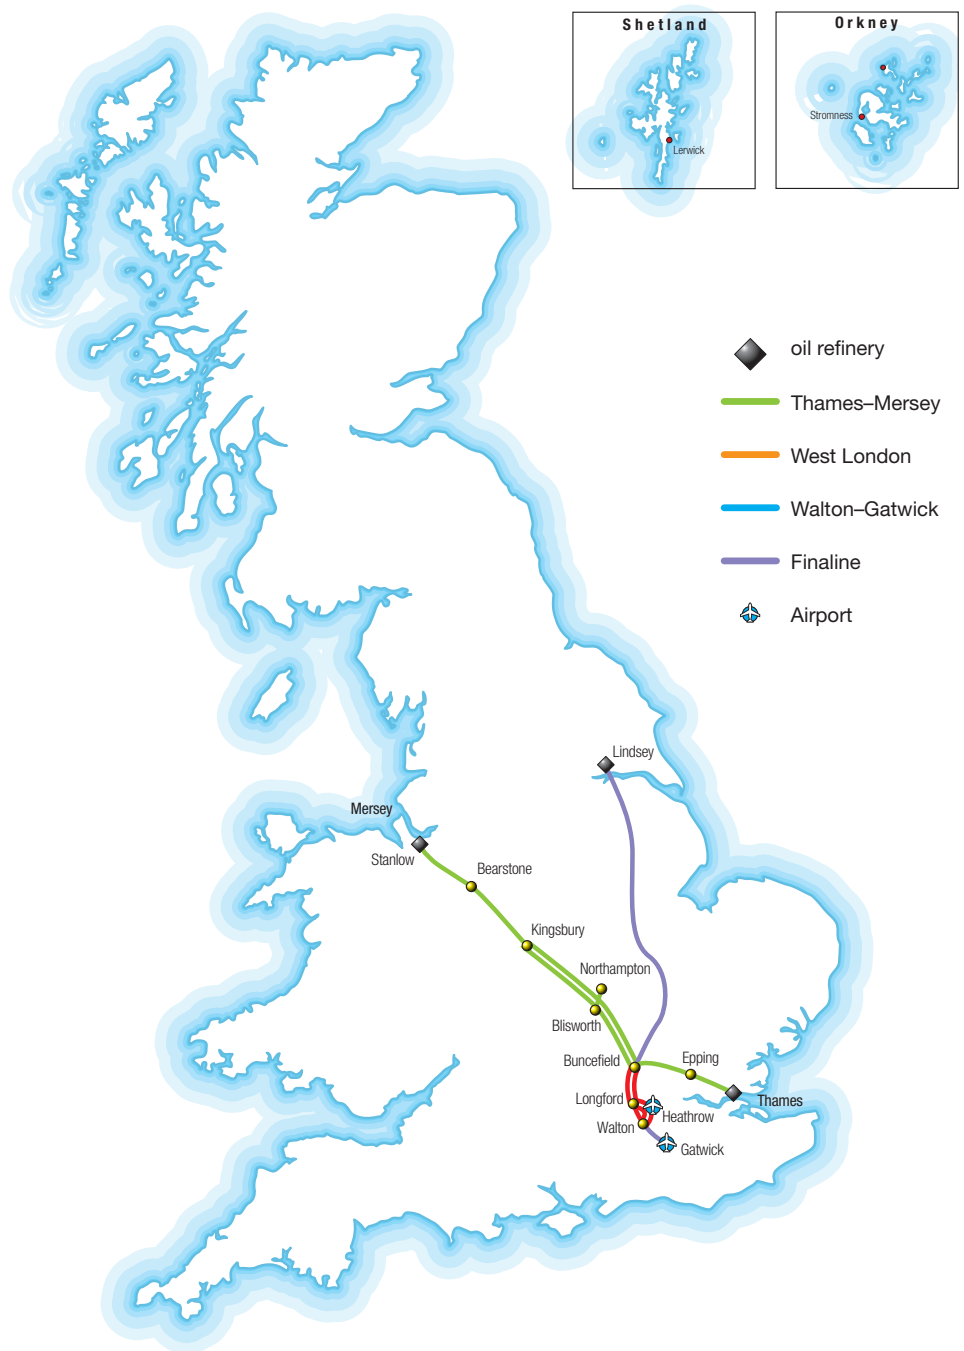 Shetland
Orkney
Stromness
Lerwick
oil refinery
Thames–Mersey
West London
Walton–Gatwick
Finaline
Airport
Lindsey
Mersey
Stanlow
Bearstone
Kingsbury
Northampton
Blisworth
Buncefield
Epping
Longford
Thames
Heathrow
Walton
Gatwick